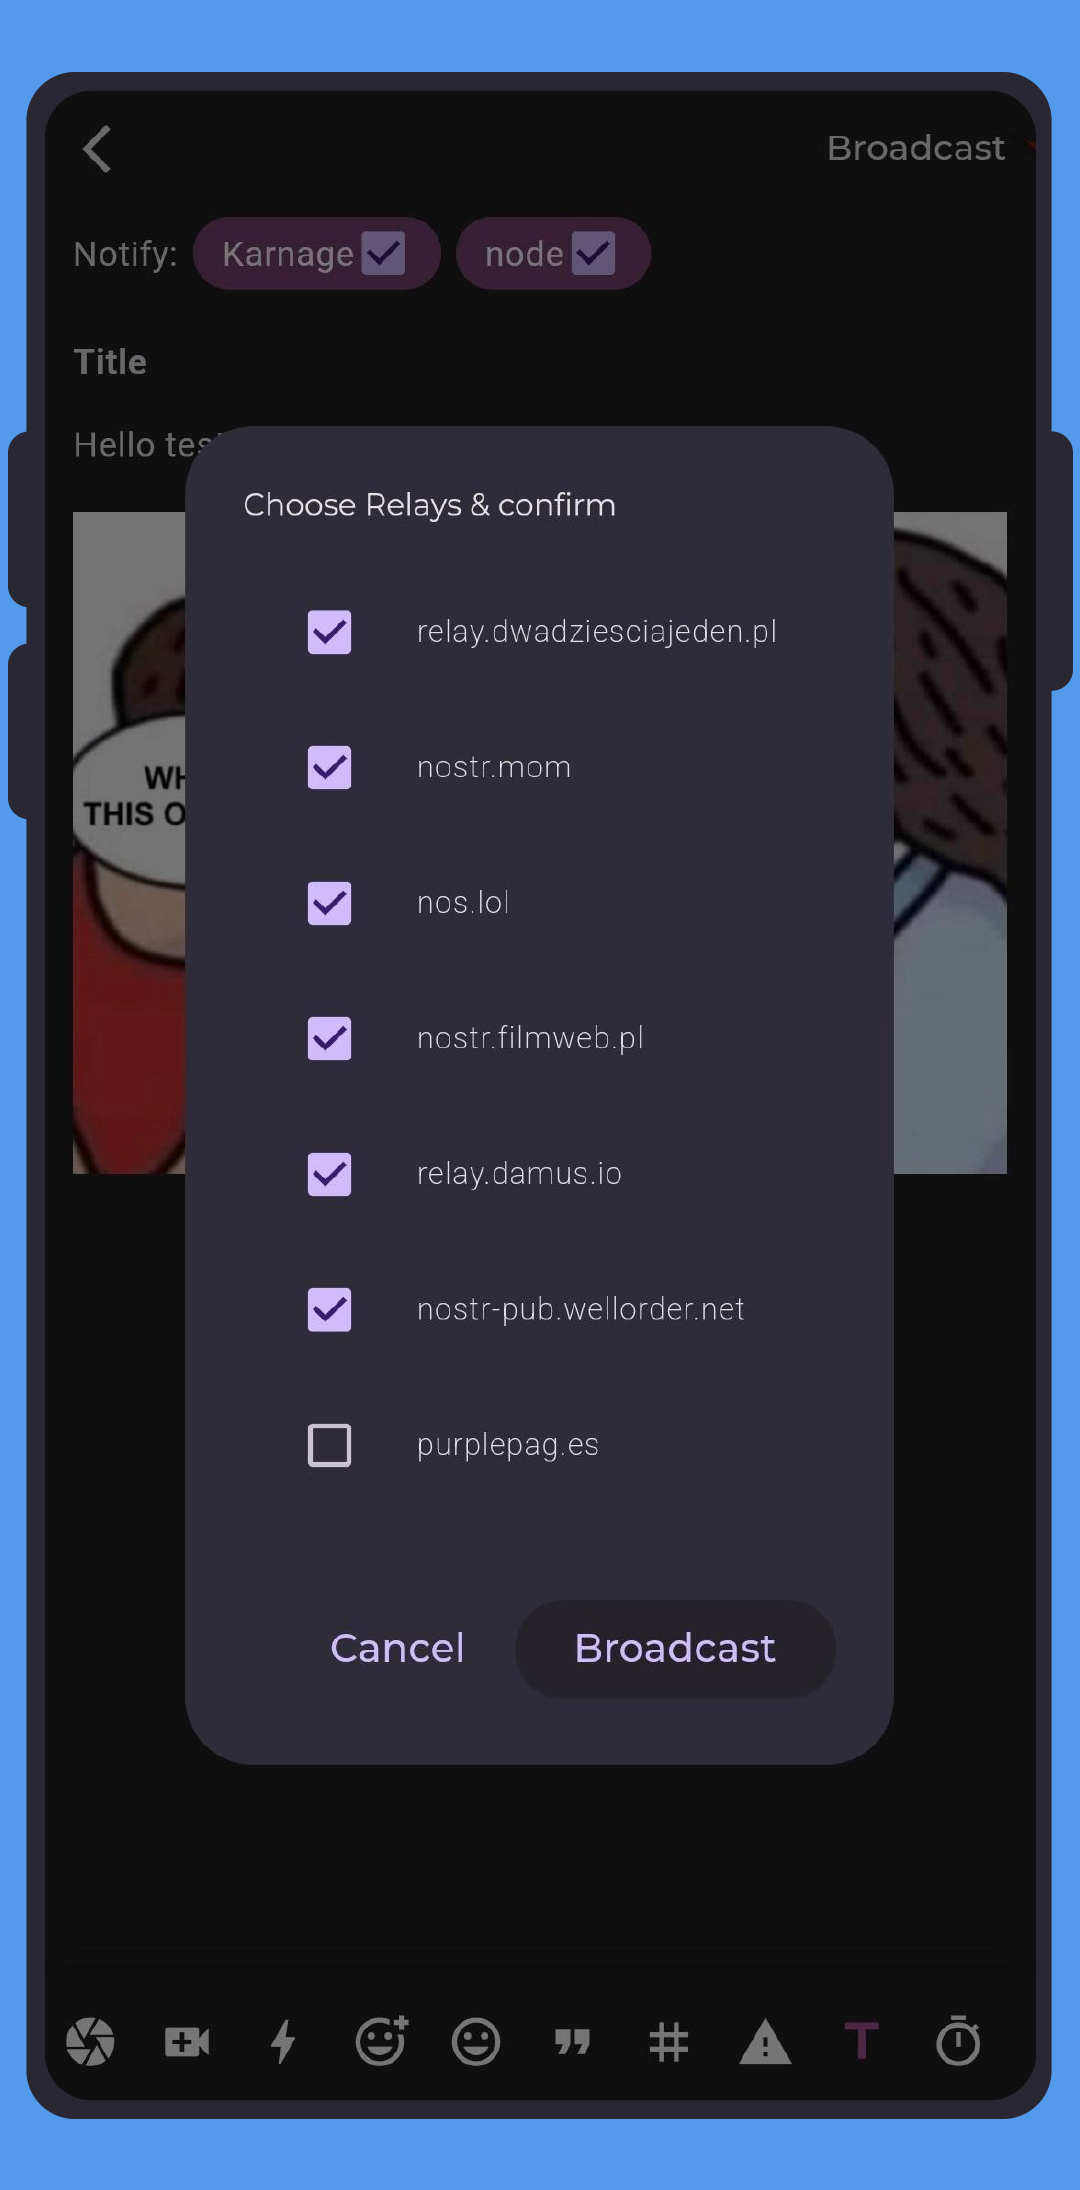 Broadcast
Notify: Karnage node
Title
Hello tes
Choose Relays & confirm
relay.dwadziesciajeden.pl
nostr.mom
WH
THIS O
nos.lol
nostr.filmweb.pl
relay.damus.io
nostr-pub.wellorder.net
purplepag.es
Cancel Broadcast